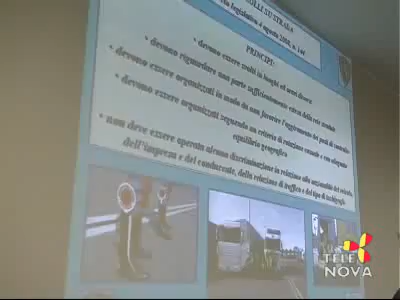 OLLI SU STRADA
legislativo 4 agosto 2008, n. 144
PRINCIPI:
• devono essere svolti in luoghi ed orari diversi
• devono riguardare una parte sufficientemente estesa della rete stradale
• devono essere organizzati in modo da non favorire l'aggiramento dei posti di controllo
• devono essere organizzati seguendo un criterio di rotazione casuale e con adeguato
equilibrio geografico
• non deve essere operata alcuna discriminazione in relazione alla nazionalità del veicolo,
dell'impresa e del conducente, della relazione di traffico e del tipo di tachigrafo
TELE
NOVA